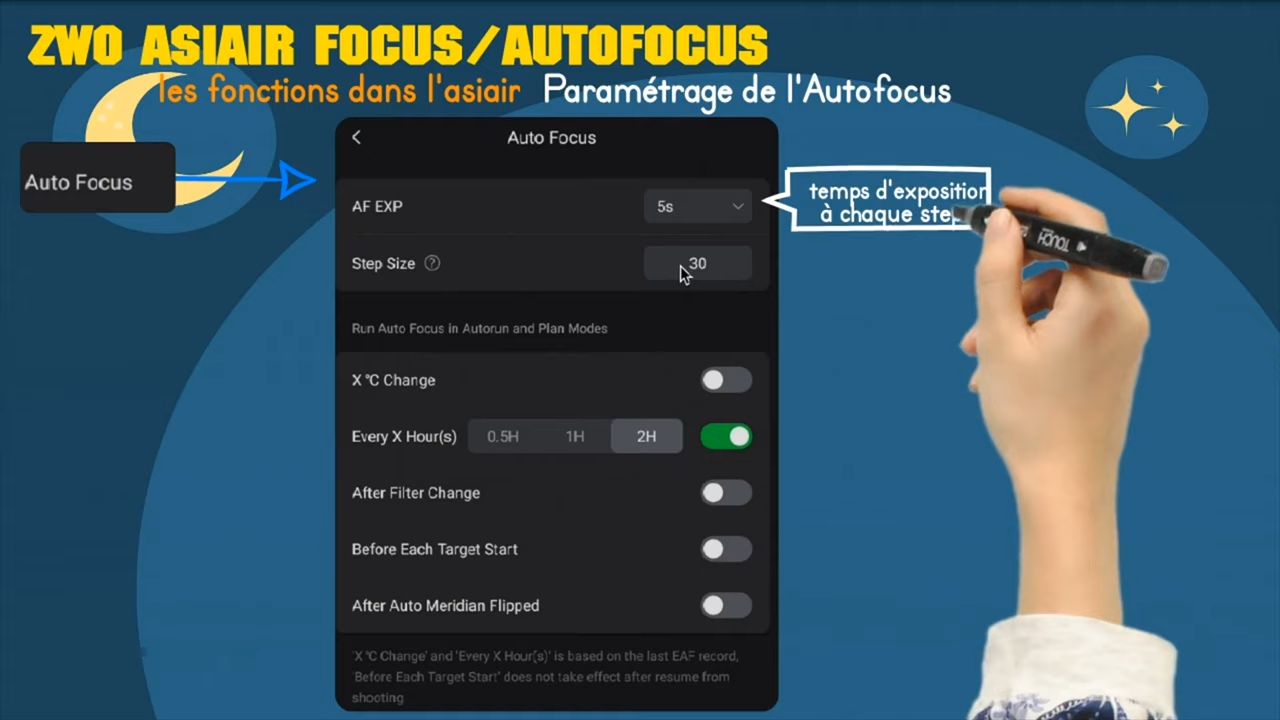 ZWO ASIAIR FOCUS/AUTOFOCUS
les fonctions dans l'asiair Paramétrage de l'Autofocus
Auto Focus
Auto Focus
AF EXP 5s
temps d'exposition
à chaque step
Step Size ? 30
Run Auto Focus in Autorun and Plan Modes
X °C Change
Every X Hour(s) 0.5H 1H 2H
After Filter Change
Before Each Target Start
After Auto Meridian Flipped
'X °C Change' and 'Every X Hour(s)' is based on the last EAF record,
'Before Each Target Start' does not take effect after resume from
shooting
TOUCH